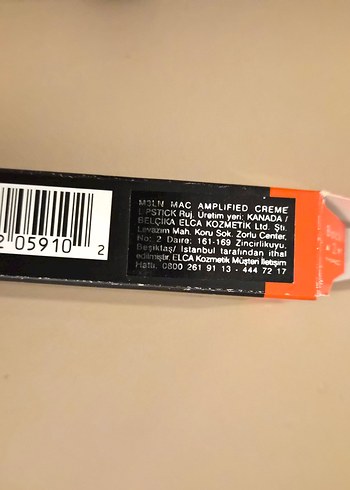 M3LN MAC AMPLIFIED CREME
LIPSTICK Ruj. Üretim yeri: KANADA /
BELÇİKA ELCA KOZMETİK Ltd. Şti.
Levazım Mah. Koru Sok. Zorlu Center,
No: 2 Daire: 161-169 Zincirlikuyu,
Beşiktaş/ İstanbul tarafından ithal
edilmiştir. ELCA Kozmetik Müşteri İletişim
Hattı: 0800 261 91 13 - 444 72 17
2 05910 2